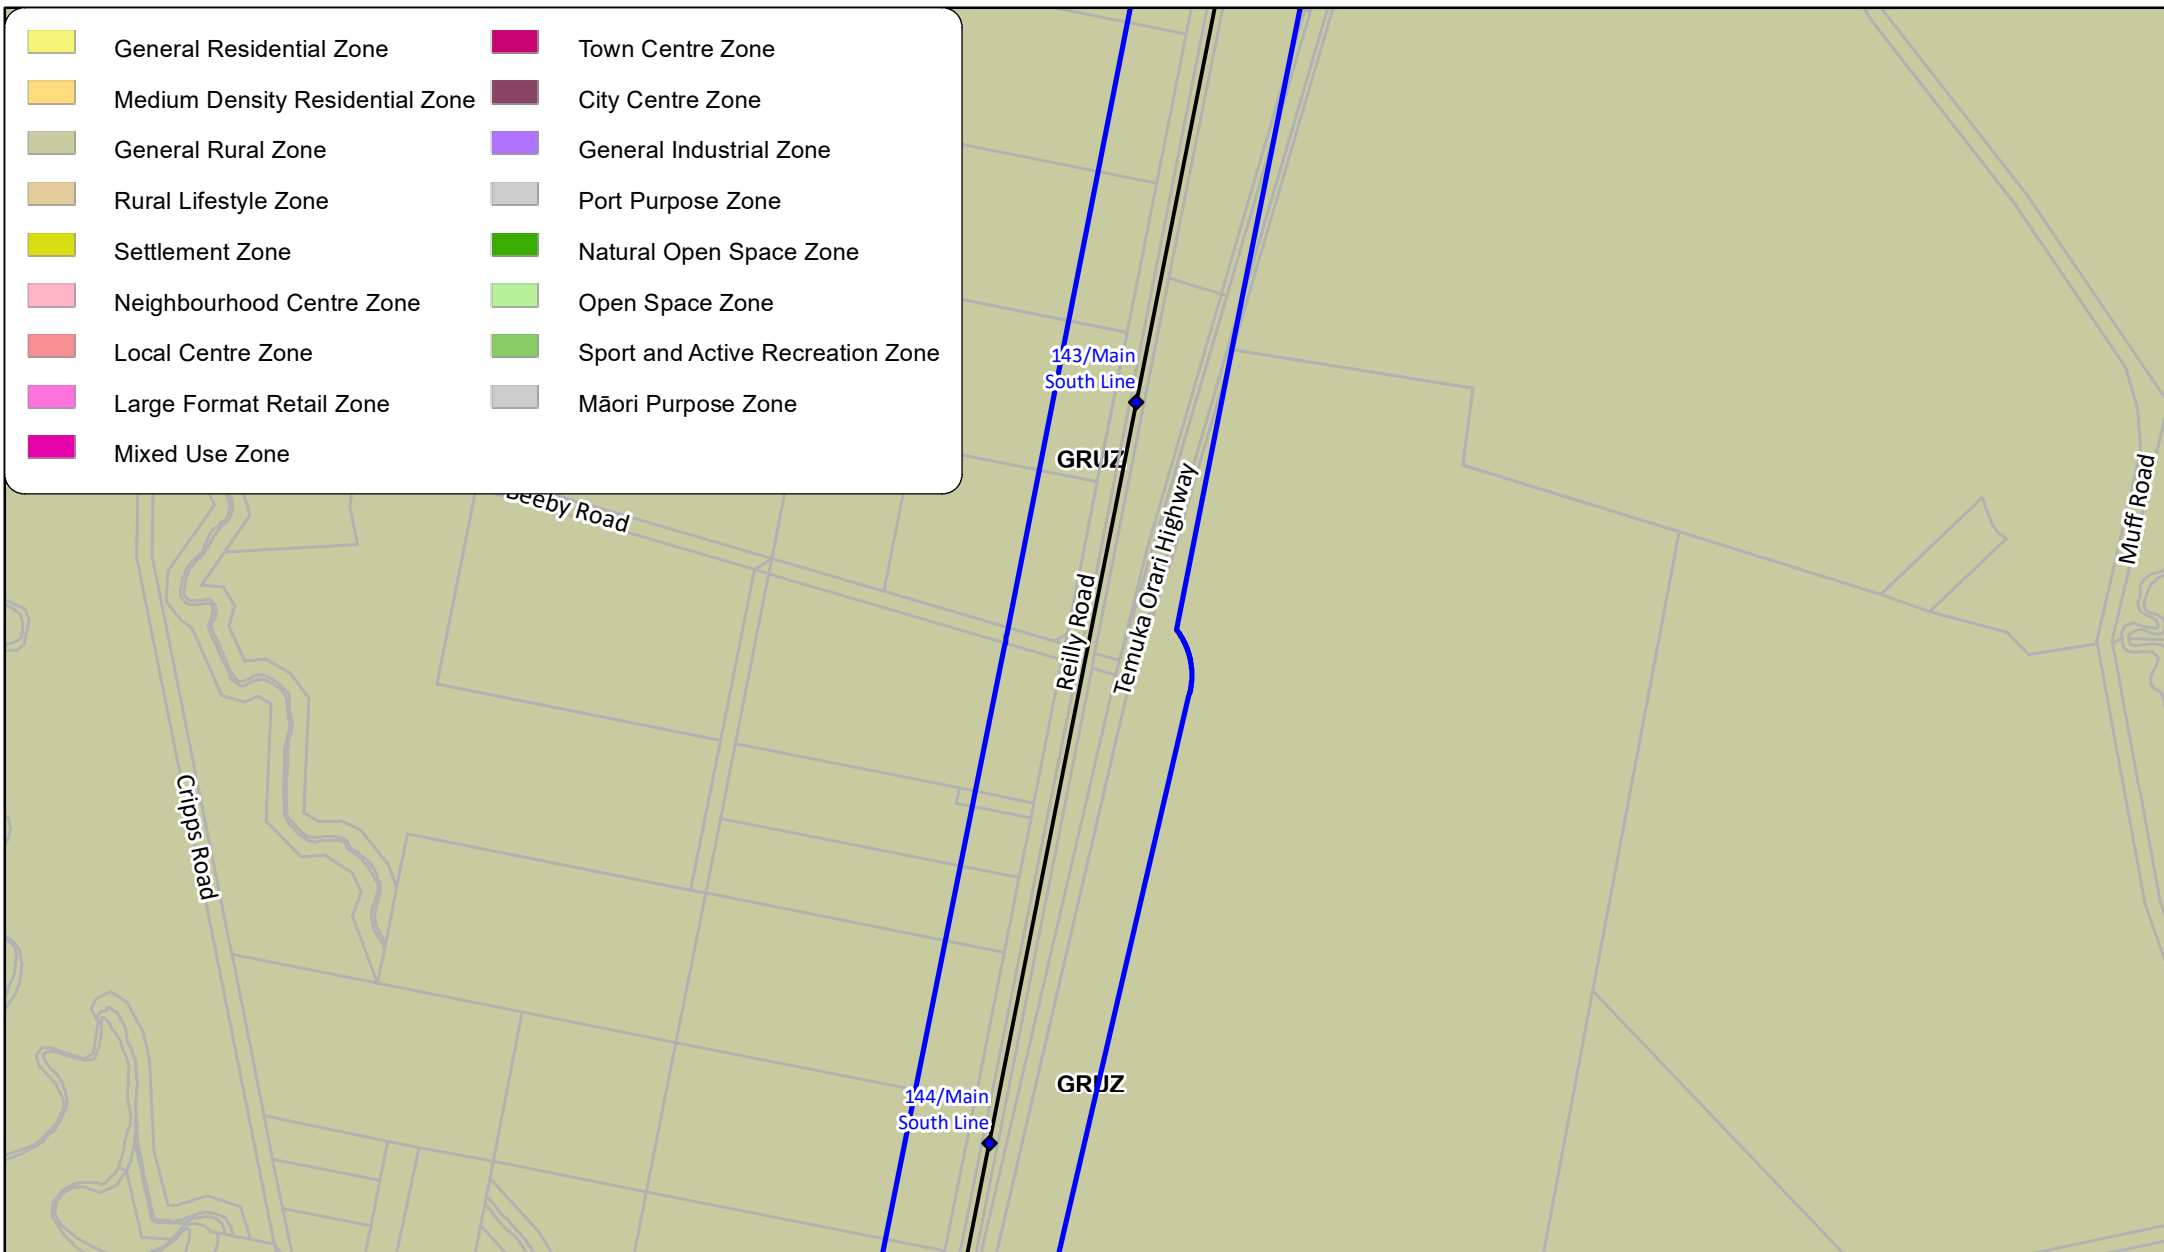 General Residential Zone
Medium Density Residential Zone
General Rural Zone
Rural Lifestyle Zone
Settlement Zone
Neighbourhood Centre Zone
Local Centre Zone
Large Format Retail Zone
Mixed Use Zone
Town Centre Zone
City Centre Zone
General Industrial Zone
Port Purpose Zone
Natural Open Space Zone
Open Space Zone
Sport and Active Recreation Zone
Māori Purpose Zone
143/Main
South Line
GRUZ
Beeby Road
Reilly Road
Temuka Orari Highway
Muff Road
Cripps Road
144/Main
South Line
GRUZ